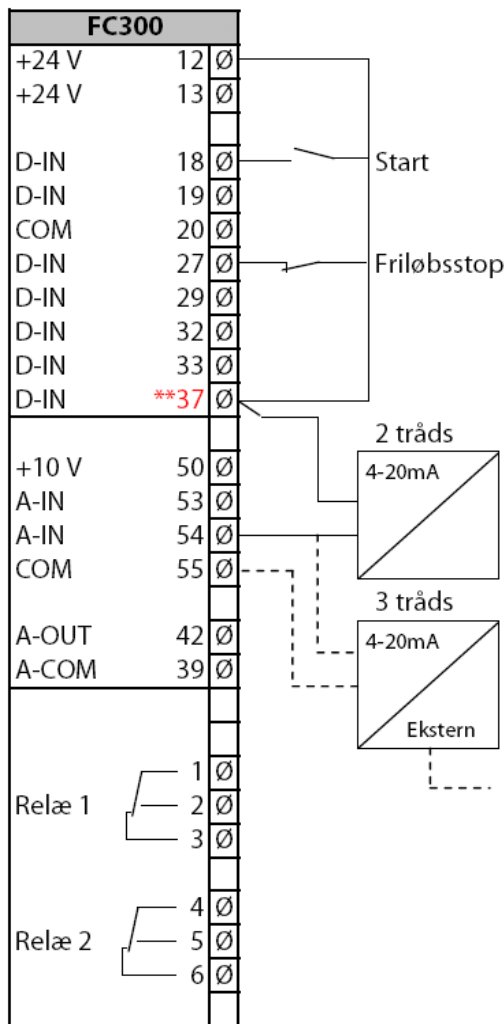 FC300
+24 V 12 Ø
+24 V 13 Ø
D-IN 18 Ø Start
D-IN 19 Ø
COM 20 Ø
D-IN 27 Ø Friløbsstop
D-IN 29 Ø
D-IN 32 Ø
D-IN 33 Ø
D-IN **37 Ø
2 tråds
+10 V 50 Ø 4-20mA
A-IN 53 Ø
A-IN 54 Ø
COM 55 Ø
3 tråds
A-OUT 42 Ø 4-20mA
A-COM 39 Ø
Ekstern
1 Ø
Relæ 1 2 Ø
3 Ø
4 Ø
Relæ 2 5 Ø
6 Ø